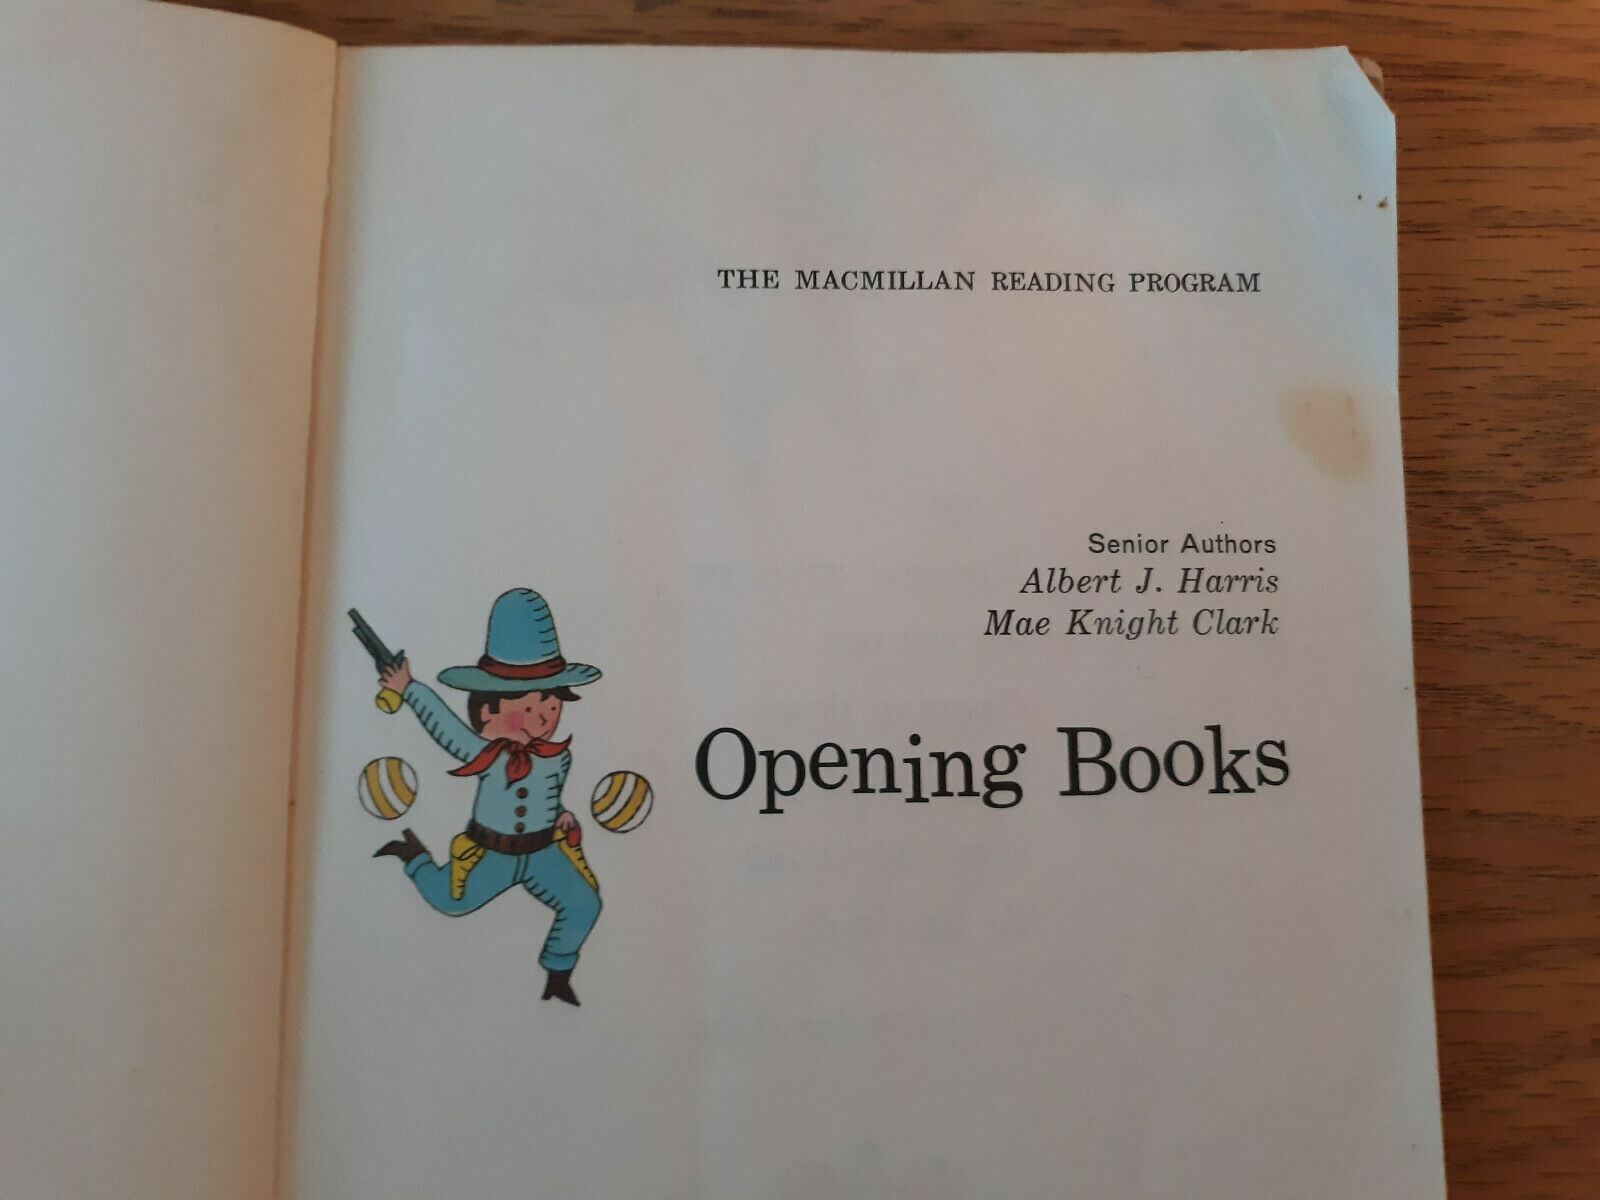 THE MACMILLAN READING PROGRAM
Senior Authors
Albert J. Harris
Mae Knight Clark
Opening Books